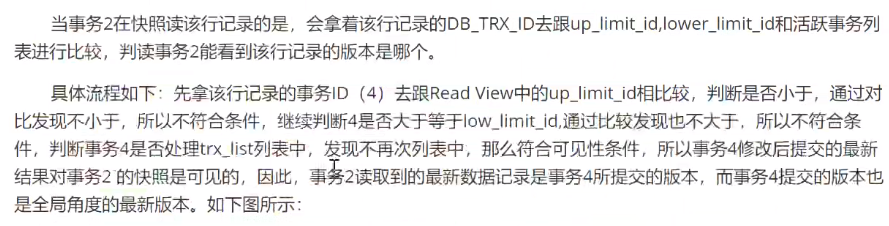 当事务2在快照读该行记录的是，会拿着该行记录的DB_TRX_ID去跟up_limit_id,lower_limit_id和活跃事务列
表进行比较，判读事务2能看到该行记录的版本是哪个。
具体流程如下：先拿该行记录的事务ID（4）去跟Read View中的up_limit_id相比较，判断是否小于，通过对
比发现不小于，所以不符合条件，继续判断4是否大于等于low_limit_id,通过比较发现也不大于，所以不符合条
件，判断事务4是否处理trx_list列表中，发现不再次列表中，那么符合可见性条件，所以事务4修改后提交的最新
结果对事务2 的快照是可见的，因此，事务2读取到的最新数据记录是事务4所提交的版本，而事务4提交的版本也
是全局角度的最新版本。如下图所示：